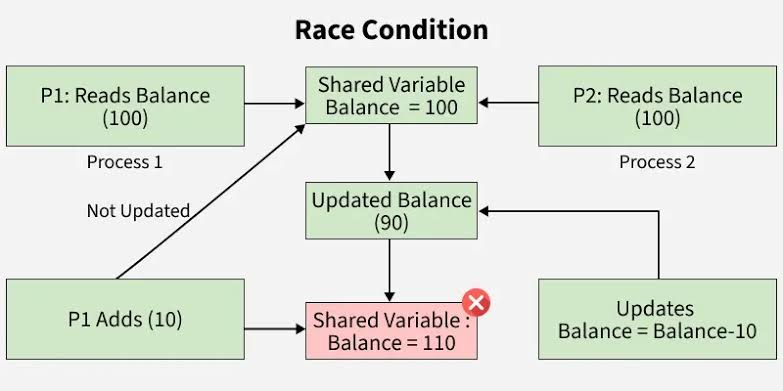 Race Condition
P1: Reads Balance
(100)
Shared Variable
Balance = 100
P2: Reads Balance
(100)
Process 1
Process 2
Not Updated
Updated Balance
(90)
P1 Adds (10)
Shared Variable :
Balance = 110
Updates
Balance = Balance-10